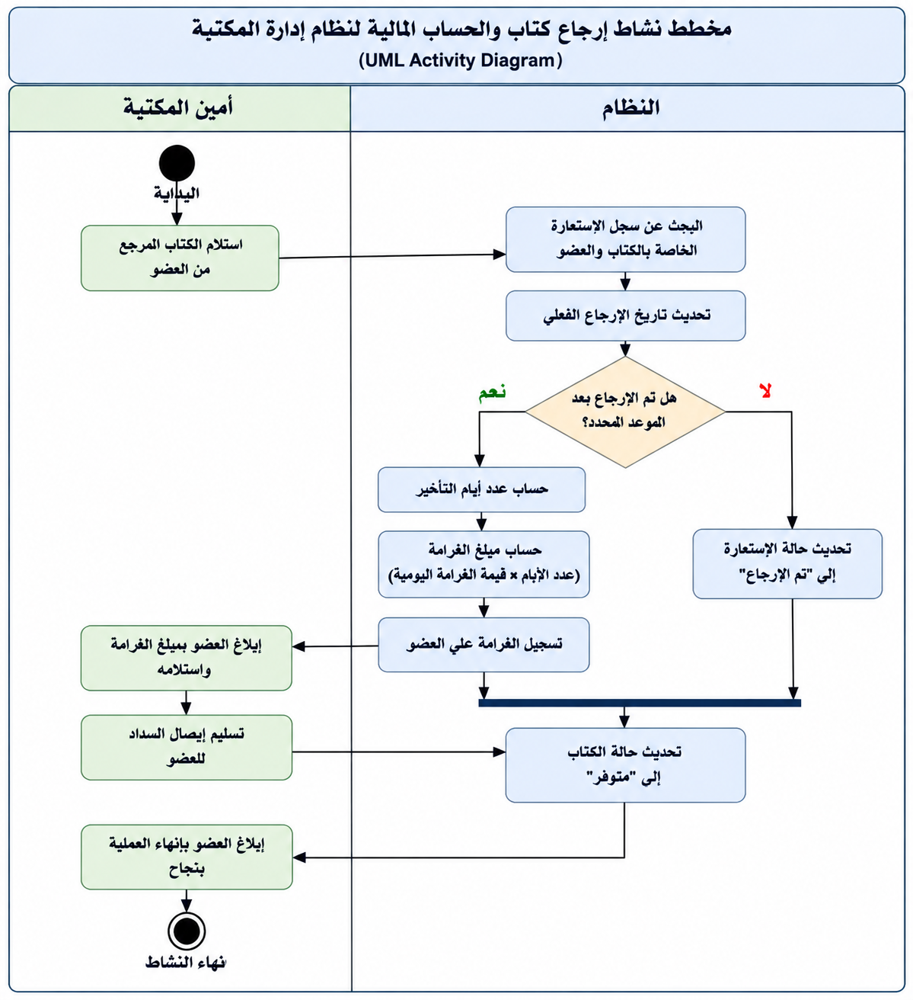 مخطط نشاط إرجاع كتاب والحساب المالية لنظام إدارة المكتبة
(UML Activity Diagram)
النظام
أمين المكتبة
البداية
استلام الكتاب المرجع
من العضو
البحث عن سجل الإستعارة
الخاصة بالكتاب والعضو
تحديث تاريخ الإرجاع الفعلي
هل تم الإرجاع بعد
الموعد المحدد؟
لا
نعم
حساب عدد أيام التأخير
حساب مبلغ الغرامة
(عدد الأيام × قيمة الغرامة اليومية)
تحديث حالة الإستعارة
إلي "تم الإرجاع"
تسجيل الغرامة علي العضو
إبلاغ العضو بمبلغ الغرامة
واستلامه
تسليم إيصال السداد
للعضو
تحديث حالة الكتاب
إلي "متوفر"
إبلاغ العضو بإنهاء العملية
بنجاح
نهاء النشاط